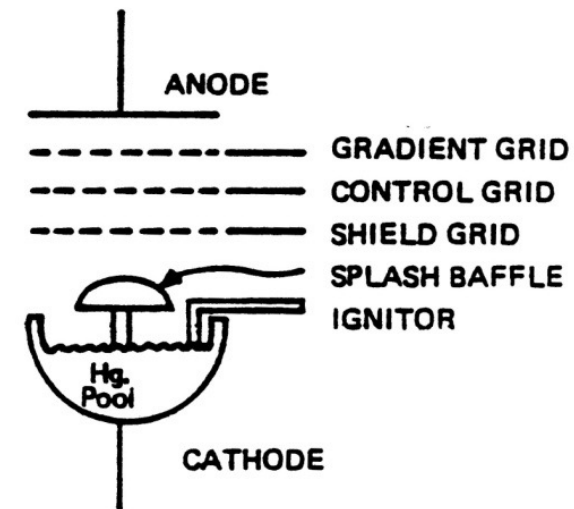 ANODE
GRADIENT GRID
CONTROL GRID
SHIELD GRID
SPLASH BAFFLE
IGNITOR
Hg.
Pool
CATHODE